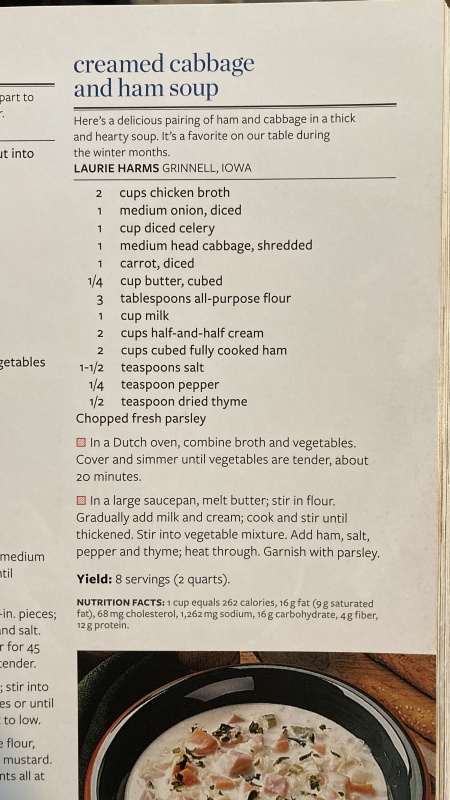 part to
r.
ut into
getables
medium
til
-in. pieces;
and salt.
r for 45
tender.
; stir into
es or until
to low.
e flour,
mustard.
nts all at
creamed cabbage
and ham soup
Here's a delicious pairing of ham and cabbage in a thick
and hearty soup. It's a favorite on our table during
the winter months.
LAURIE HARMS GRINNELL, IOWA
2 cups chicken broth
1 medium onion, diced
1 cup diced celery
1 medium head cabbage, shredded
1 carrot, diced
1/4 cup butter, cubed
3 tablespoons all-purpose flour
1 cup milk
2 cups half-and-half cream
2 cups cubed fully cooked ham
1-1/2 teaspoons salt
1/4 teaspoon pepper
1/2 teaspoon dried thyme
Chopped fresh parsley
In a Dutch oven, combine broth and vegetables.
Cover and simmer until vegetables are tender, about
20 minutes.
In a large saucepan, melt butter; stir in flour.
Gradually add milk and cream; cook and stir until
thickened. Stir into vegetable mixture. Add ham, salt,
pepper and thyme; heat through. Garnish with parsley.
Yield: 8 servings (2 quarts).
NUTRITION FACTS: 1 cup equals 262 calories, 16 g fat (9 g saturated
fat), 68 mg cholesterol, 1,262 mg sodium, 16 g carbohydrate, 4 g fiber,
12 g protein.